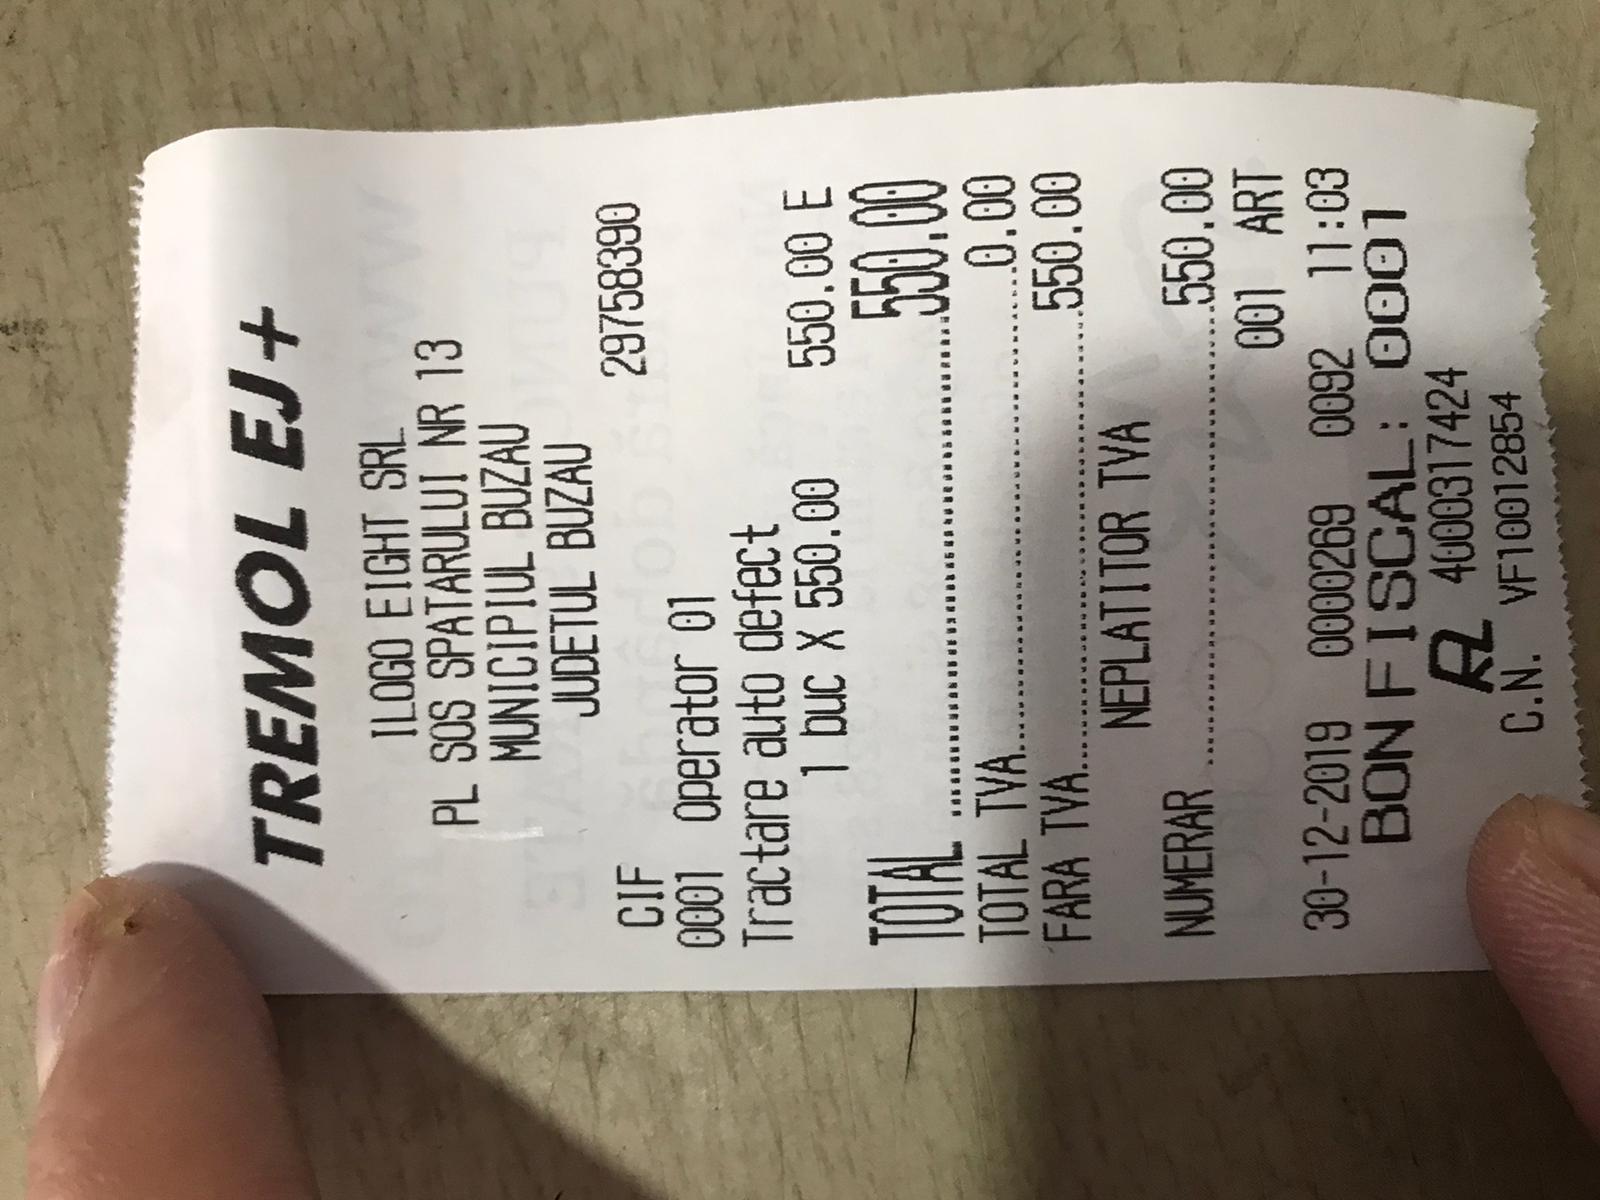 TREMOL EJ+
ILOGO EIGHT SRL
PL SOS SPATARULUI NR 13
MUNICIPIUL BUZAU
JUDETUL BUZAU
CIF 29758390
0001 Operator 01
Tractare auto defect
1 buc X 550.00 550.00 E
TOTAL 550.00
TOTAL TVA 0.00
FARA TVA 550.00
NEPLATITOR TVA
NUMERAR 550.00
001 ART
30-12-2019 0000269 0092 11:03
BON FISCAL: 0001
AL 4000317424
C.N. VF10012854